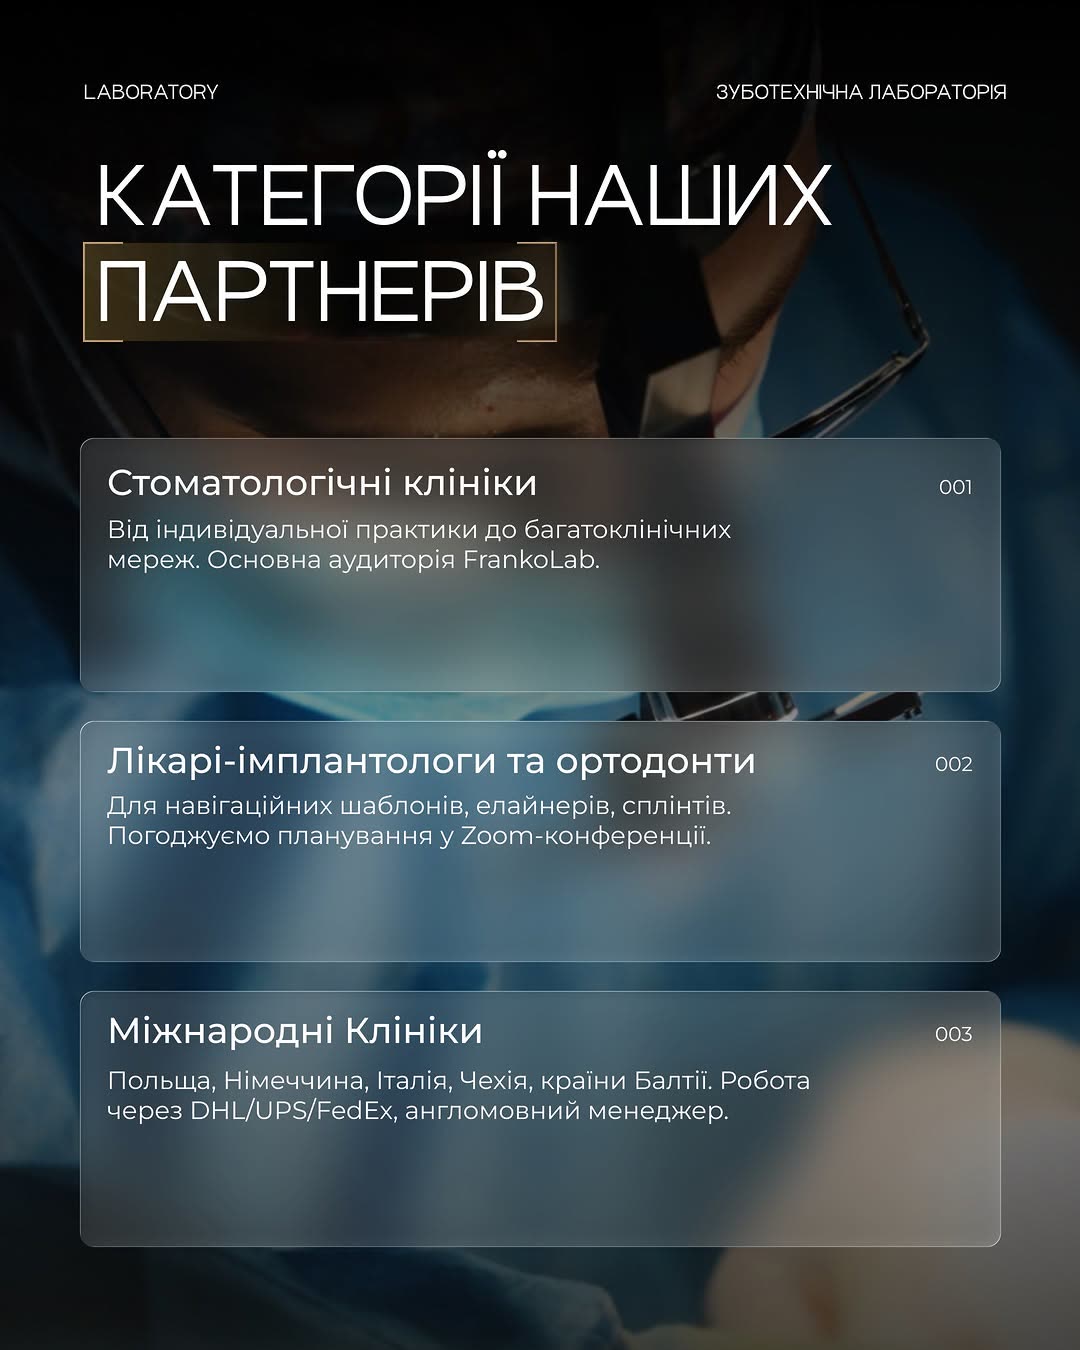 LABORATORY
ЗУБОТЕХНІЧНА ЛАБОРАТОРІЯ
КАТЕГОРІЇ НАШИХ
ПАРТНЕРІВ
Стоматологічні клініки
001
Від індивідуальної практики до багатоклінічних
мереж. Основна аудиторія FrankoLab.
Лікарі-імплантологи та ортодонти
002
Для навігаційних шаблонів, елайнерів, сплінтів.
Погоджуємо планування у Zoom-конференції.
Міжнародні Клініки
003
Польща, Німеччина, Італія, Чехія, країни Балтії. Робота
через DHL/UPS/FedEx, англомовний менеджер.